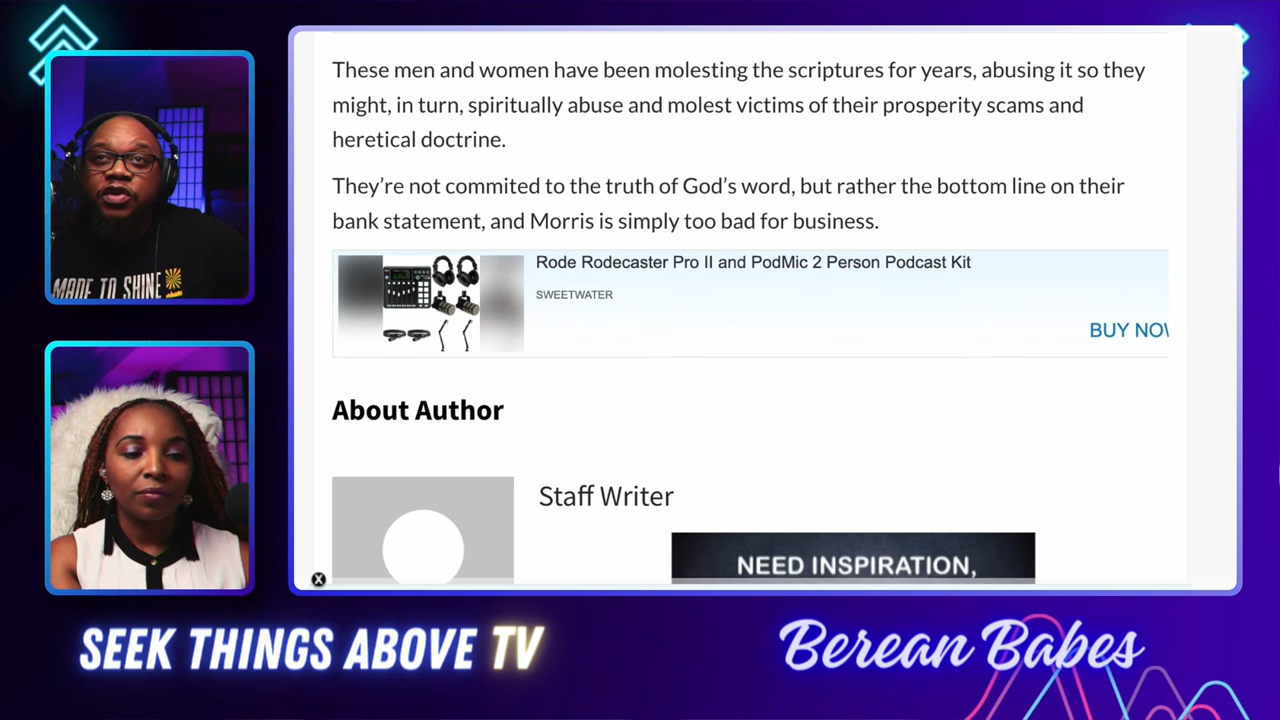 These men and women have been molesting the scriptures for years, abusing it so they
might, in turn, spiritually abuse and molest victims of their prosperity scams and
heretical doctrine.
They’re not commited to the truth of God’s word, but rather the bottom line on their
bank statement, and Morris is simply too bad for business.
Rode Rodecaster Pro II and PodMic 2 Person Podcast Kit
SWEETWATER
BUY NOW
About Author
Staff Writer
NEED INSPIRATION,
X
MADE TO SHINE
SEEK THINGS ABOVE TV
Berean Babes